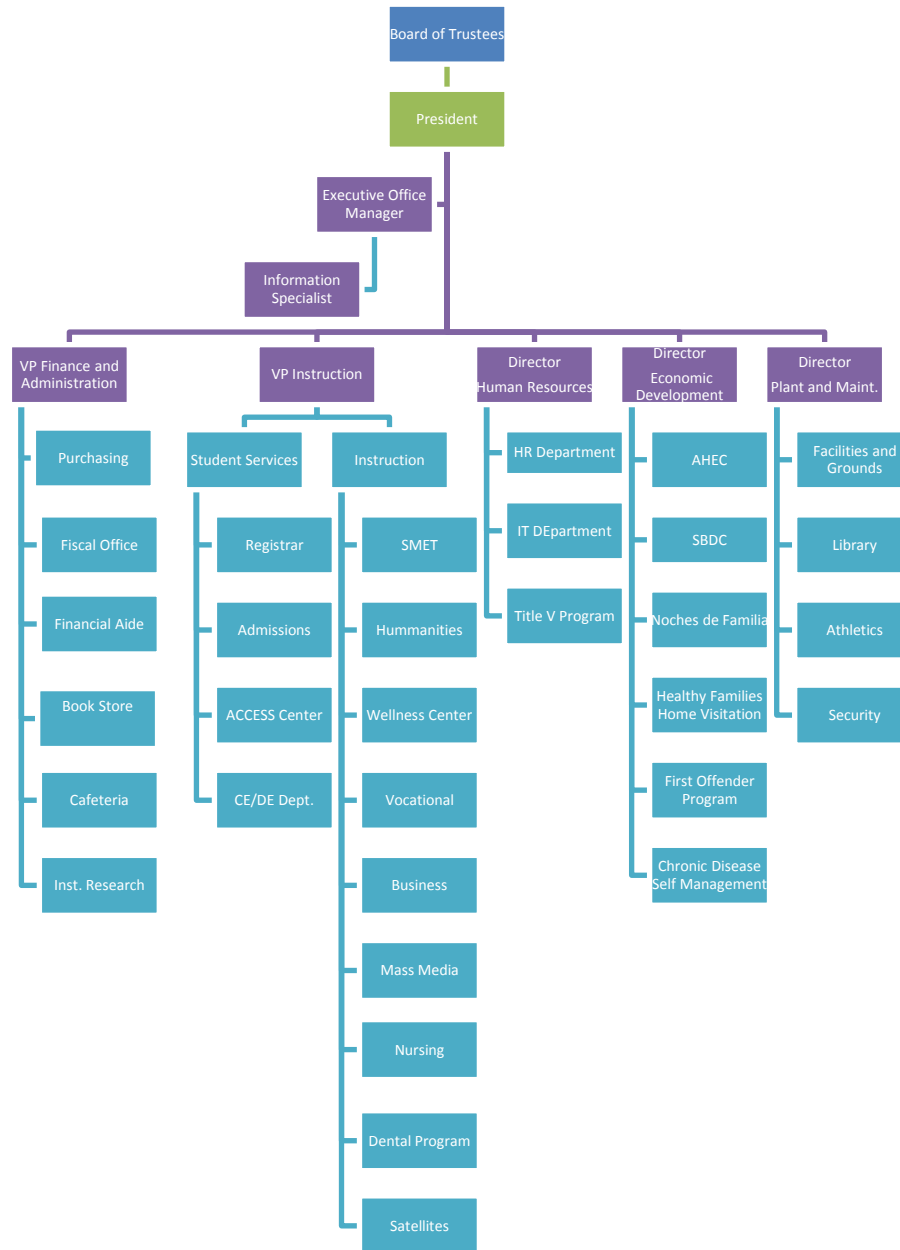 Board of Trustees
President
Executive Office
Manager
Information
Specialist
VP Finance and
Administration
VP Instruction
Director
Human Resources
Director
Economic
Development
Director
Plant and Maint.
Purchasing
Fiscal Office
Financial Aide
Book Store
Cafeteria
Inst. Research
Student Services
Registrar
Admissions
ACCESS Center
CE/DE Dept.
Instruction
SMET
Hummanities
Wellness Center
Vocational
Business
Mass Media
Nursing
Dental Program
Satellites
HR Department
IT DEpartment
Title V Program
AHEC
SBDC
Noches de Familia
Healthy Families
Home Visitation
First Offender
Program
Chronic Disease
Self Management
Facilities and
Grounds
Library
Athletics
Security